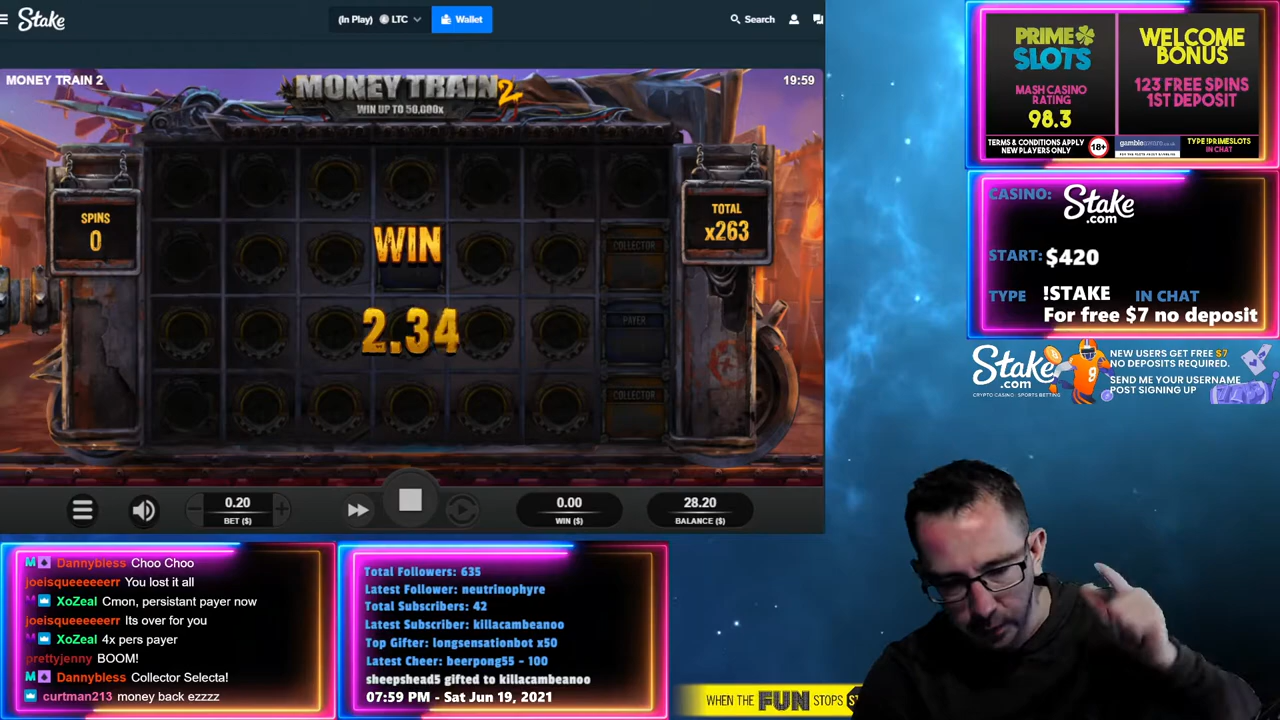 Stake
(In Play) LTC
Wallet
Search
MONEY TRAIN 2
19:59
MONEY TRAIN 2
WIN UP TO 50,000x
SPINS
0
WIN
2.34
TOTAL
x263
COLLECTOR
PAYER
COLLECTOR
0.20
BET ($)
0.00
WIN ($)
28.20
BALANCE ($)
PRIME
SLOTS
MASH CASINO
RATING
98.3
WELCOME
BONUS
123 FREE SPINS
1ST DEPOSIT
TERMS & CONDITIONS APPLY
NEW PLAYERS ONLY
18+
TYPE !PRIMESLOTS
IN CHAT
CASINO: Stake
.com
START: $420
TYPE !STAKE IN CHAT
For free $7 no deposit
Stake
.com
CRYPTO CASINO · SPORTS BETTING
8
NEW USERS GET FREE $7
NO DEPOSITS REQUIRED.
SEND ME YOUR USERNAME
POST SIGNING UP
Dannybless Choo Choo
joeisqueeeeerr You lost it all
XoZeal Cmon, persistant payer now
joeisqueeeeerr Its over for you
XoZeal 4x pers payer
prettyjenny BOOM!
Dannybless Collector Selecta!
curtman213 money back ezzzz
Total Followers: 635
Latest Follower: neutrinophyre
Total Subscribers: 42
Latest Subscriber: killacambeanoo
Top Gifter: longsensationbot x50
Latest Cheer: beerpong55 - 100
sheepshead5 gifted to killacambeanoo
07:59 PM - Sat Jun 19, 2021
WHEN THE FUN STOPS